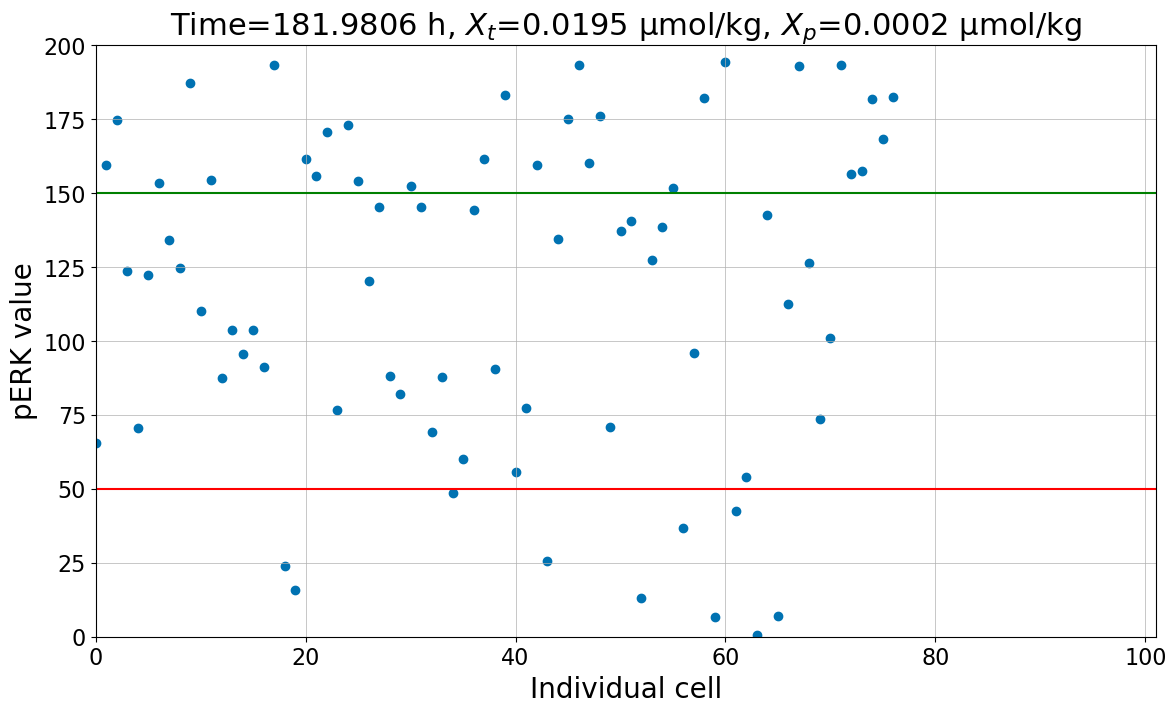 Time=181.9806 h, Xt=0.0195 μmol/kg, Xp=0.0002 μmol/kg
200
175
150
125
100
75
50
25
0
pERK value
0 20 40 60 80 100
Individual cell